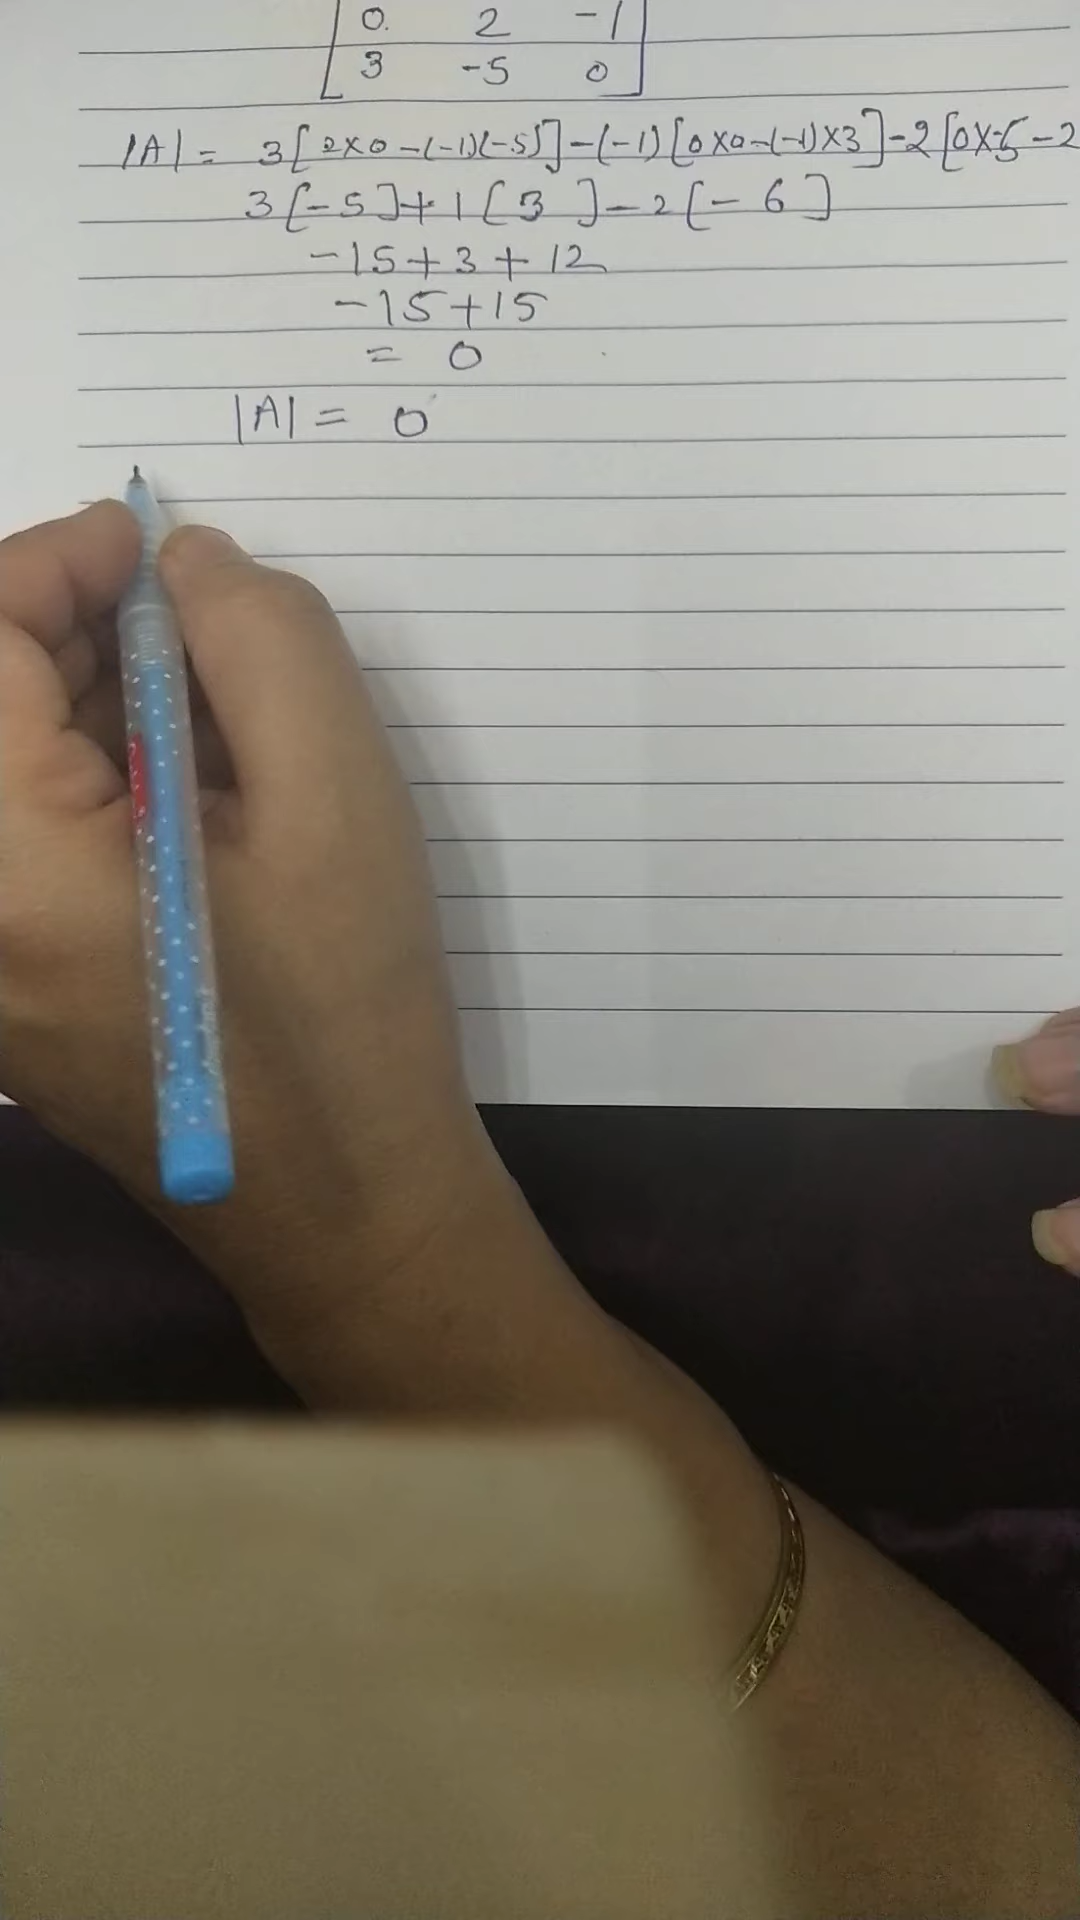 0. 2 -1
3 -5 0
|A| = 3[2×0-(-1)(-5)]-(-1)[0×0-(-1)×3]-2[0×-5-2
3[-5]+1[3]-2[-6]
-15+3+12
-15+15
= 0
|A| = 0